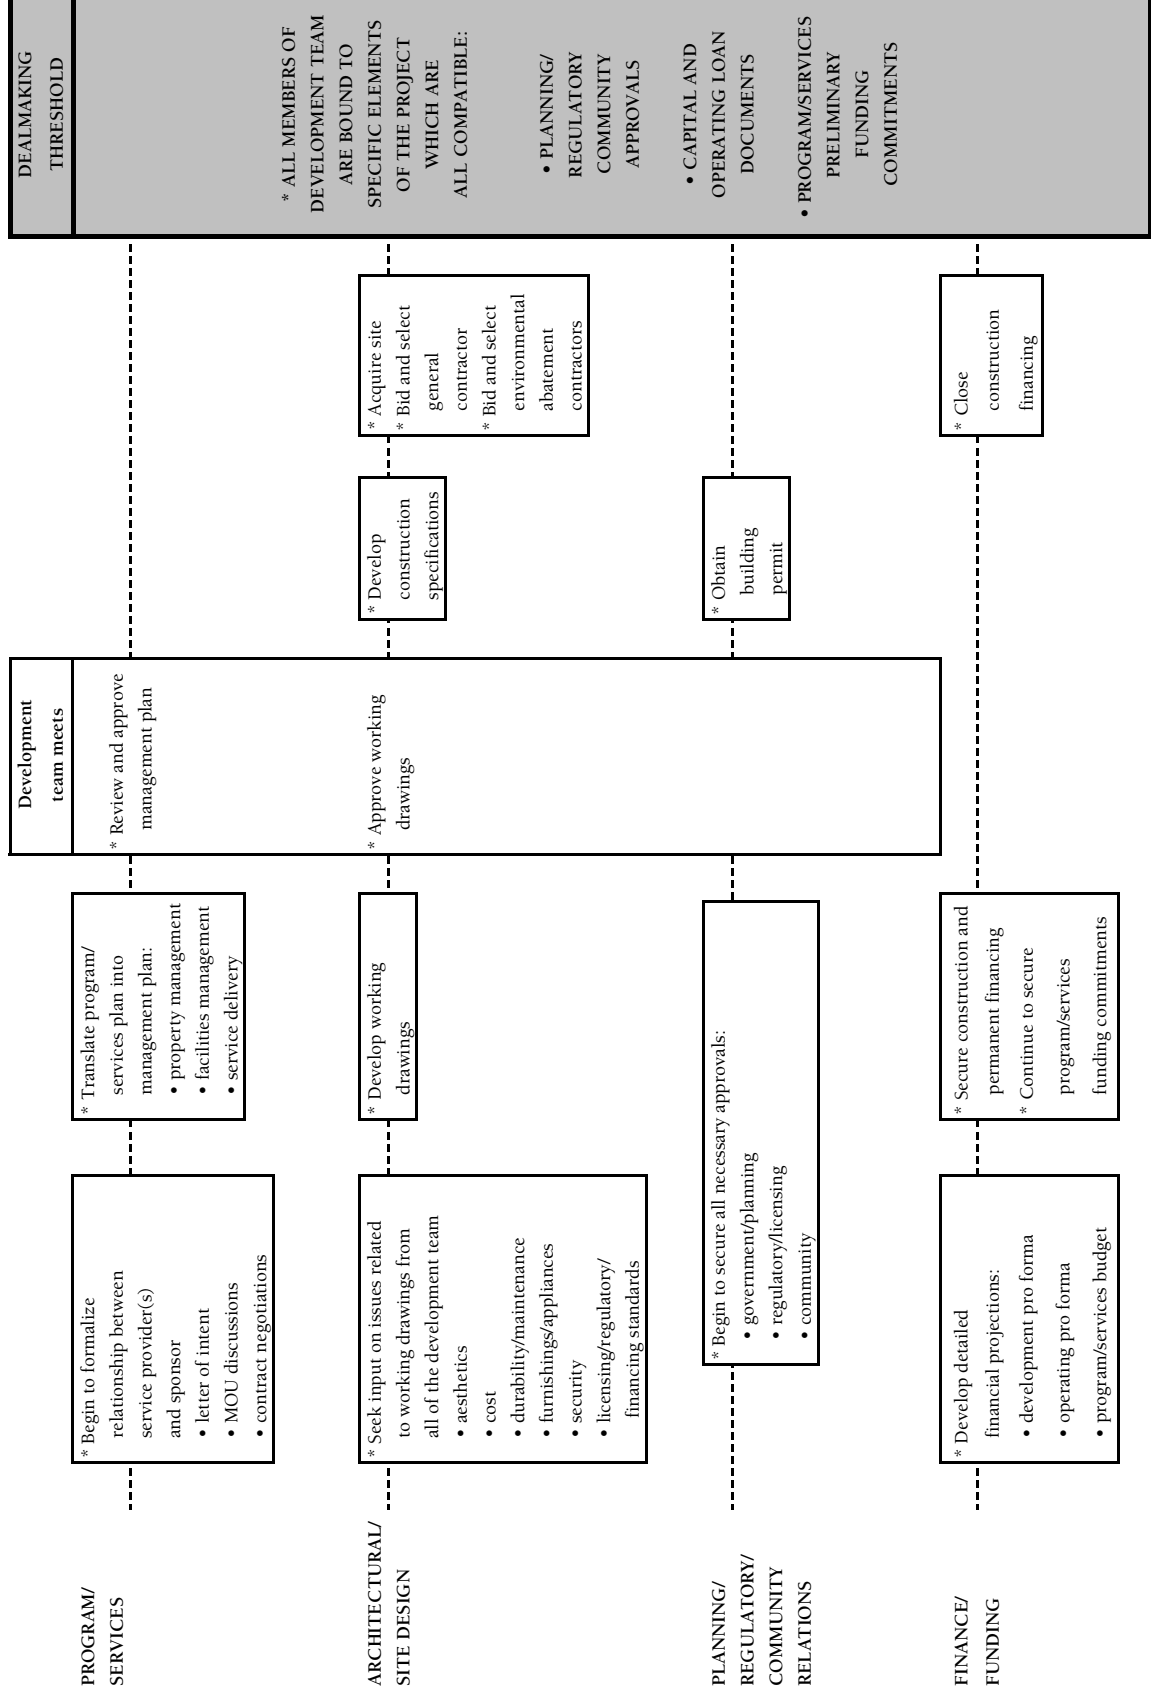 PROGRAM/
SERVICES
* Begin to formalize
relationship between
service provider(s)
and sponsor
• letter of intent
• MOU discussions
• contract negotiations
* Translate program/
services plan into
management plan:
• property management
• facilities management
• service delivery
Development
team meets
* Review and approve
management plan
* Approve working
drawings
ARCHITECTURAL/
SITE DESIGN
* Seek input on issues related
to working drawings from
all of the development team
• aesthetics
• cost
• durability/maintenance
• furnishings/appliances
• security
• licensing/regulatory/
financing standards
* Develop working
drawings
* Develop
construction
specifications
* Acquire site
* Bid and select
general
contractor
* Bid and select
environmental
abatement
contractors
PLANNING/
REGULATORY/
COMMUNITY
RELATIONS
* Begin to secure all necessary approvals:
• government/planning
• regulatory/licensing
• community
* Obtain
building
permit
FINANCE/
FUNDING
* Develop detailed
financial projections:
• development pro forma
• operating pro forma
• program/services budget
* Secure construction and
permanent financing
* Continue to secure
program/services
funding commitments
* Close
construction
financing
DEALMAKING
THRESHOLD
* ALL MEMBERS OF
DEVELOPMENT TEAM
ARE BOUND TO
SPECIFIC ELEMENTS
OF THE PROJECT
WHICH ARE
ALL COMPATIBLE:
• PLANNING/
REGULATORY
COMMUNITY
APPROVALS
• CAPITAL AND
OPERATING LOAN
DOCUMENTS
• PROGRAM/SERVICES
PRELIMINARY
FUNDING
COMMITMENTS